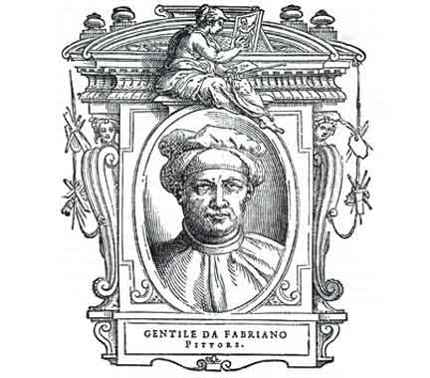 GENTILE DA FABRIANO
PITTORE.